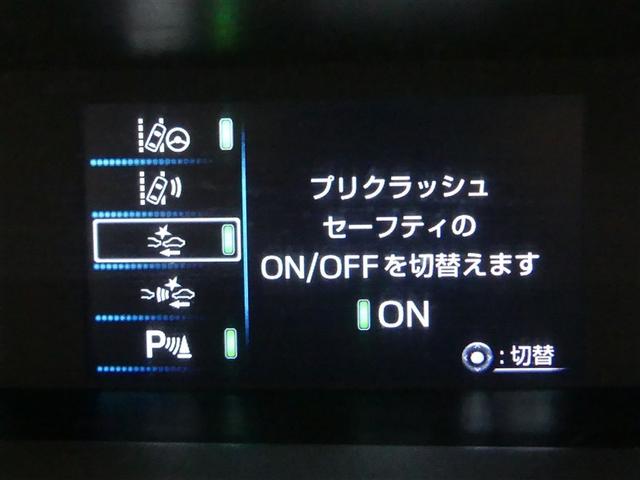 プリクラッシュ
セーフティの
ON/OFFを切替えます
ON
:切替
P